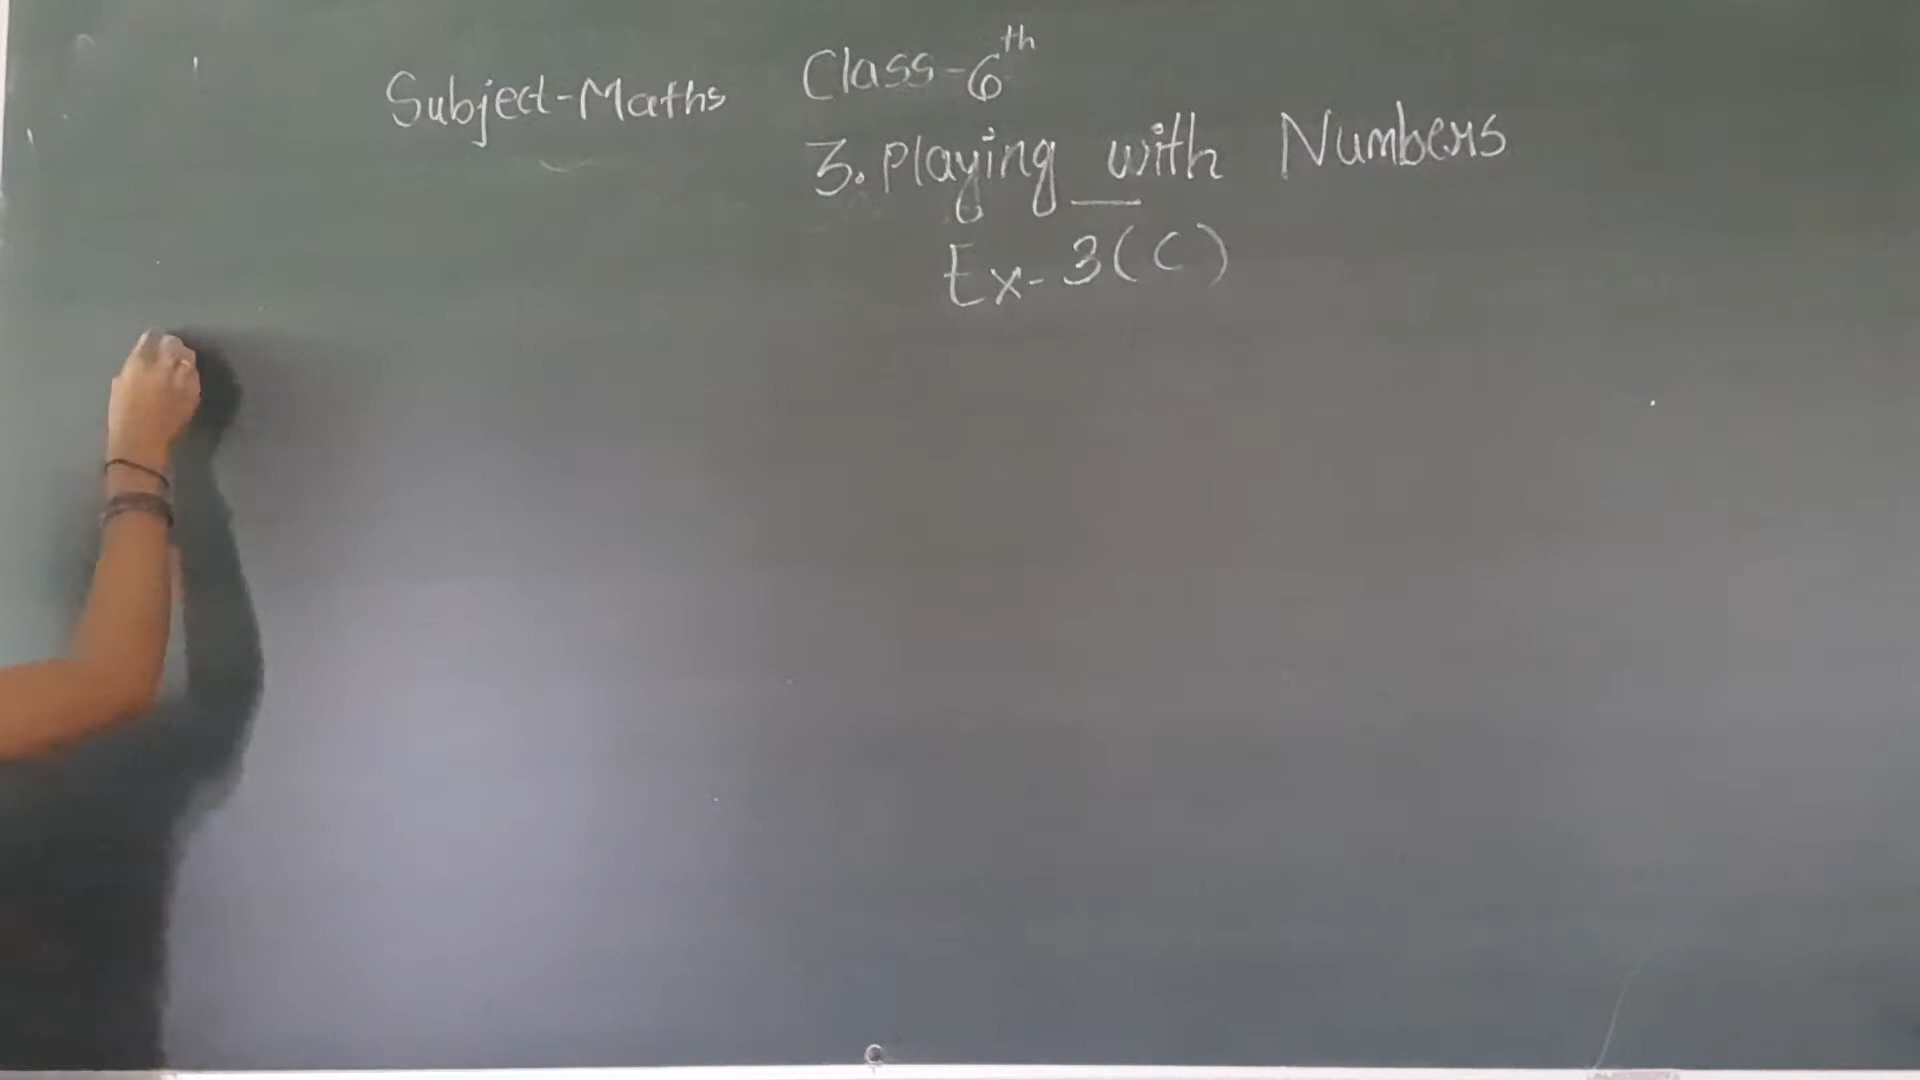 Subject-Maths Class-6th
3. Playing with Numbers
Ex-3(C)